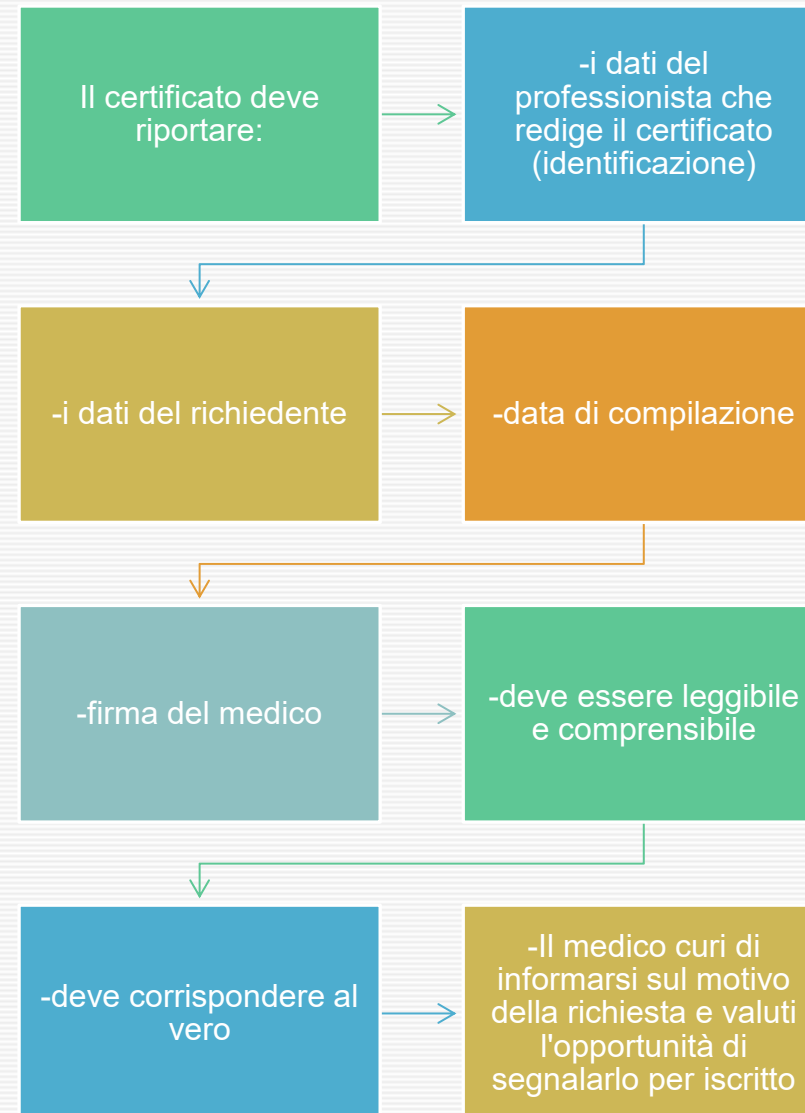 Il certificato deve
riportare:
-i dati del
professionista che
redige il certificato
(identificazione)
-i dati del richiedente
-data di compilazione
-firma del medico
-deve essere leggibile
e comprensibile
-deve corrispondere al
vero
-Il medico curi di
informarsi sul motivo
della richiesta e valuti
l'opportunità di
segnalarlo per iscritto